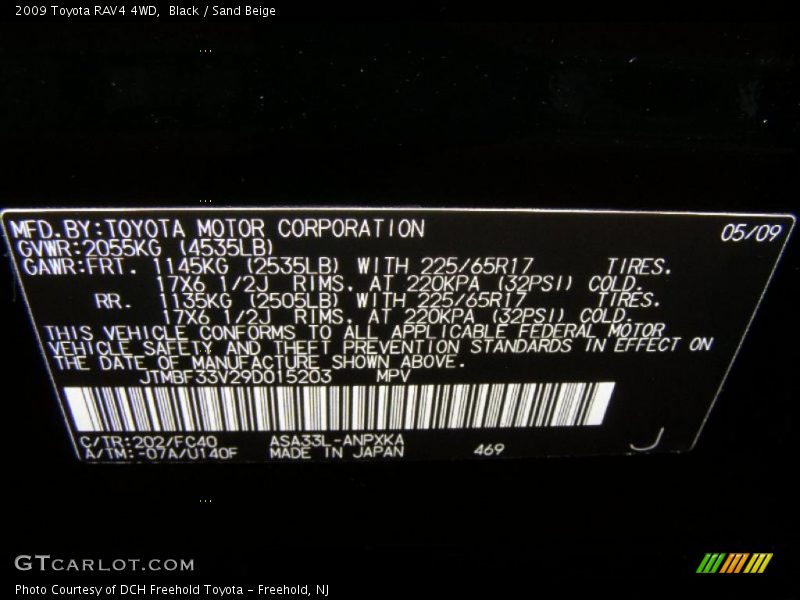 2009 Toyota RAV4 4WD,  Black / Sand Beige
MFD.BY:TOYOTA MOTOR CORPORATION 05/09
GVWR:2055KG (4535LB)
GAWR:FRT. 1145KG (2535LB) WITH 225/65R17 TIRES.
17X6 1/2J RIMS. AT 220KPA (32PSI) COLD.
RR. 1135KG (2505LB) WITH 225/65R17 TIRES.
17X6 1/2J RIMS. AT 220KPA (32PSI) COLD.
THIS VEHICLE CONFORMS TO ALL APPLICABLE FEDERAL MOTOR
VEHICLE SAFETY AND THEFT PREVENTION STANDARDS IN EFFECT ON
THE DATE OF MANUFACTURE SHOWN ABOVE.
JTMBF33V29D015203 MPV
C/TR:202/FC40 ASA33L-ANPXKA
A/TM:-07A/U140F MADE IN JAPAN 469 J
GTCARLOT.COM
Photo Courtesy of DCH Freehold Toyota - Freehold, NJ